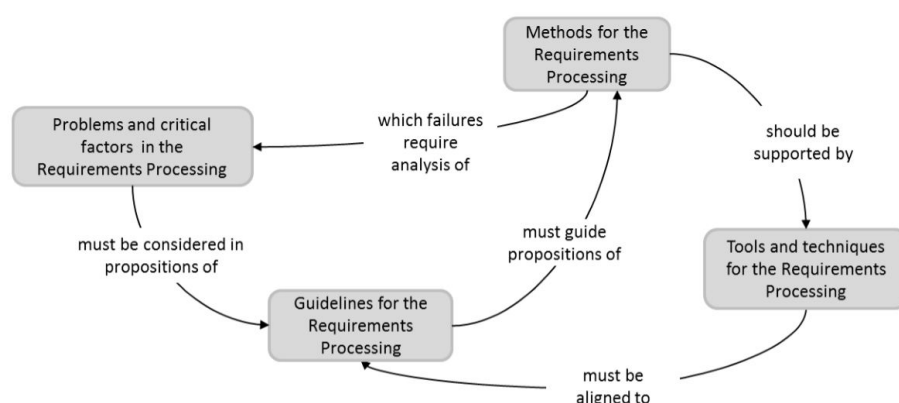 Methods for the
Requirements
Processing
Problems and critical
factors in the
Requirements Processing
which failures
require
analysis of
should be
supported by
must be considered in
propositions of
must guide
propositions of
Tools and techniques
for the Requirements
Processing
Guidelines for the
Requirements
Processing
must be
aligned to